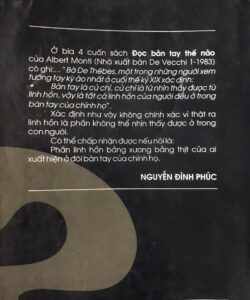 Ở bìa 4 cuốn sách Đọc bàn tay thế nào
của Albert Monti (Nhà xuất bản De Vecchi 1-1983)
có ghi:... " Bà De Thèbes, một trong những người xem
tướng tay kỳ ảo nhất ở cuối thế kỷ XIX xác định:
• Bàn tay là cử chỉ, cử chỉ là từ nhìn thấy được từ
linh hồn, vậy là tất cả linh hồn của người đều ở trong
bàn tay của chính họ".
Xác định như vậy không chính xác vì thật ra
linh hồn là phần không thể nhìn thấy được ở trong
con người.
Có thể chấp nhận được nếu nói là:
Phần linh hồn bằng xương bằng thịt của ai
xuất hiện ở đôi bàn tay của chính họ.
NGUYỄN ĐÌNH PHÚC